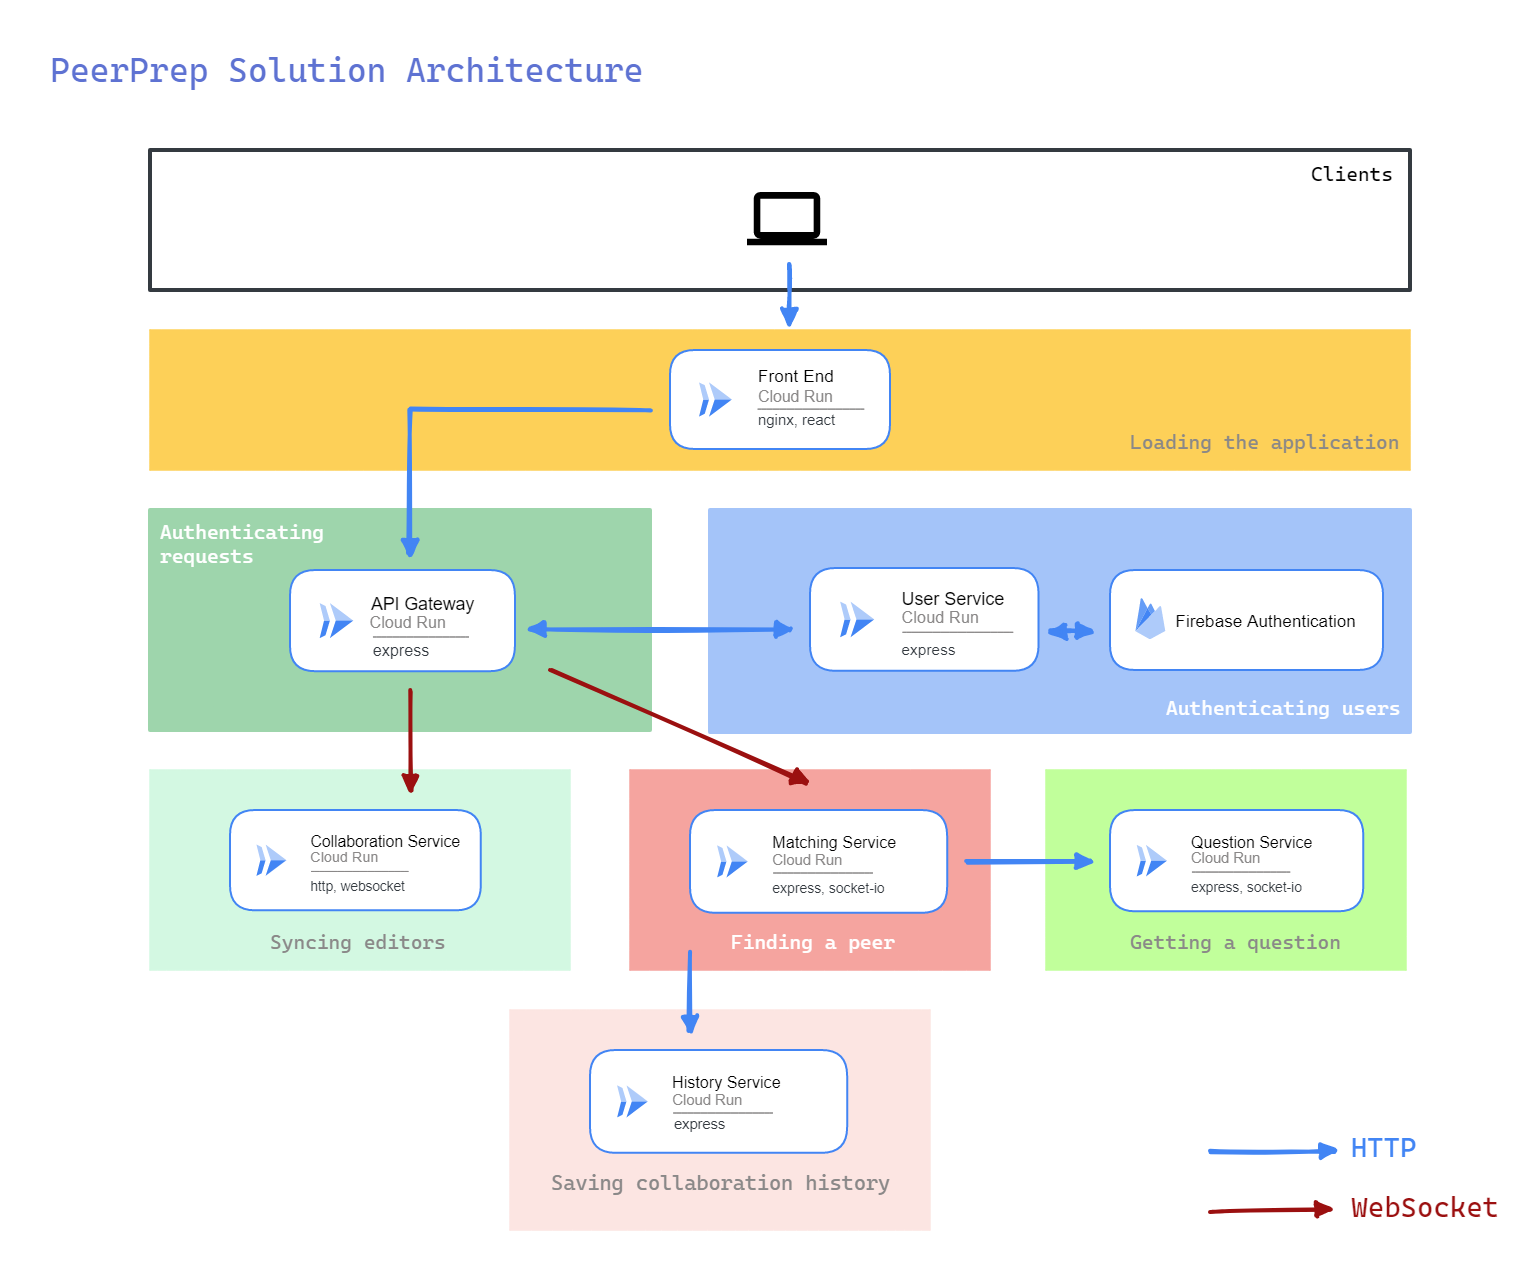 PeerPrep Solution Architecture
Clients
Front End
Cloud Run
nginx, react
Loading the application
Authenticating
requests
API Gateway
Cloud Run
express
User Service
Cloud Run
express
Firebase Authentication
Authenticating users
Collaboration Service
Cloud Run
http, websocket
Syncing editors
Matching Service
Cloud Run
express, socket-io
Finding a peer
Question Service
Cloud Run
express, socket-io
Getting a question
History Service
Cloud Run
express
Saving collaboration history
HTTP
WebSocket